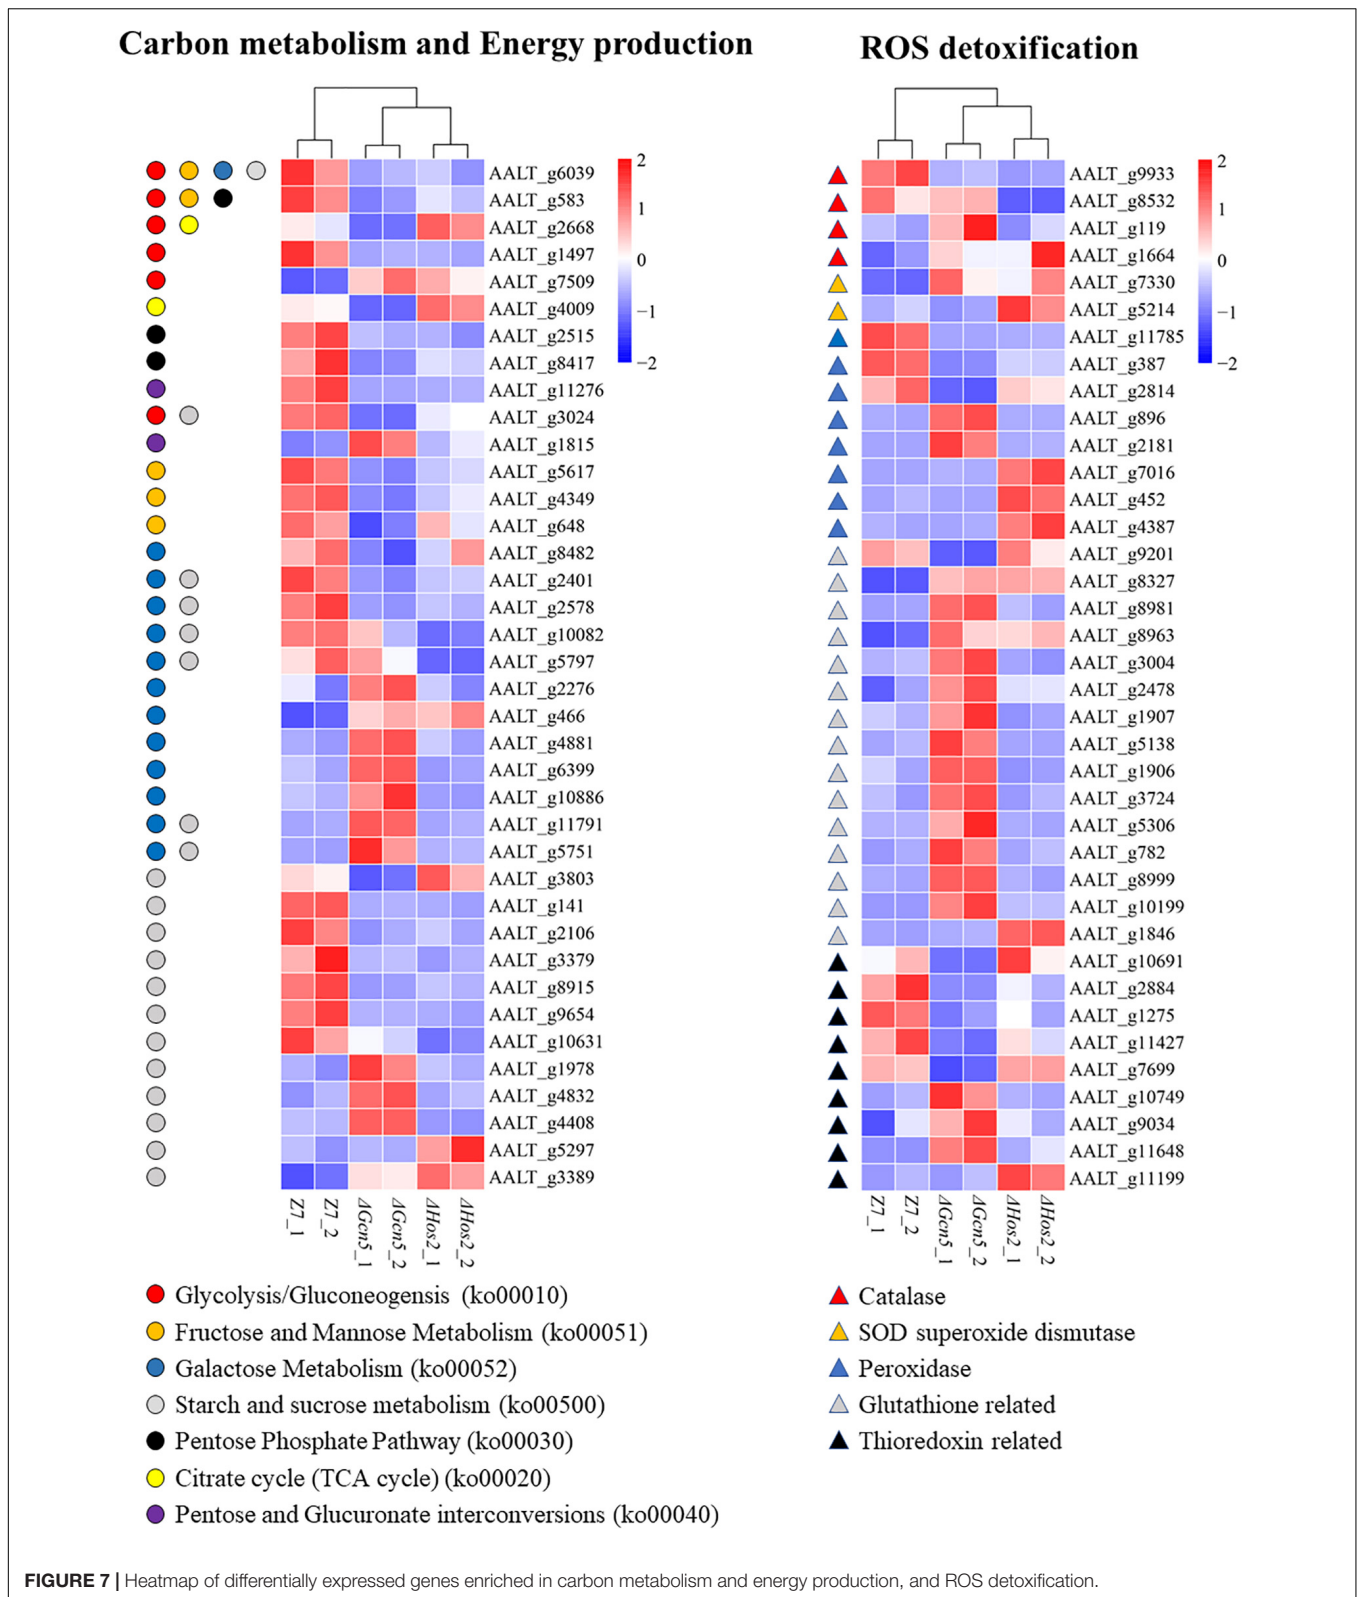 Carbon metabolism and Energy production
ROS detoxification
AALT_g6039
AALT_g583
AALT_g2668
AALT_g1497
AALT_g7509
AALT_g4009
AALT_g2515
AALT_g8417
AALT_g11276
AALT_g3024
AALT_g1815
AALT_g5617
AALT_g4349
AALT_g648
AALT_g8482
AALT_g2401
AALT_g2578
AALT_g10082
AALT_g5797
AALT_g2276
AALT_g466
AALT_g4881
AALT_g6399
AALT_g10886
AALT_g11791
AALT_g5751
AALT_g3803
AALT_g141
AALT_g2106
AALT_g3379
AALT_g8915
AALT_g9654
AALT_g10631
AALT_g1978
AALT_g4832
AALT_g4408
AALT_g5297
AALT_g3389
2
1
0
−1
−2
Z7_1
Z7_2
ΔGcn5_1
ΔGcn5_2
ΔHos2_1
ΔHos2_2
AALT_g9933
AALT_g8532
AALT_g119
AALT_g1664
AALT_g7330
AALT_g5214
AALT_g11785
AALT_g387
AALT_g2814
AALT_g896
AALT_g2181
AALT_g7016
AALT_g452
AALT_g4387
AALT_g9201
AALT_g8327
AALT_g8981
AALT_g8963
AALT_g3004
AALT_g2478
AALT_g1907
AALT_g5138
AALT_g1906
AALT_g3724
AALT_g5306
AALT_g782
AALT_g8999
AALT_g10199
AALT_g1846
AALT_g10691
AALT_g2884
AALT_g1275
AALT_g11427
AALT_g7699
AALT_g10749
AALT_g9034
AALT_g11648
AALT_g11199
2
1
0
−1
−2
Z7_1
Z7_2
ΔGcn5_1
ΔGcn5_2
ΔHos2_1
ΔHos2_2
Glycolysis/Gluconeogensis (ko00010)
Fructose and Mannose Metabolism (ko00051)
Galactose Metabolism (ko00052)
Starch and sucrose metabolism (ko00500)
Pentose Phosphate Pathway (ko00030)
Citrate cycle (TCA cycle) (ko00020)
Pentose and Glucuronate interconversions (ko00040)
Catalase
SOD superoxide dismutase
Peroxidase
Glutathione related
Thioredoxin related
FIGURE 7 | Heatmap of differentially expressed genes enriched in carbon metabolism and energy production, and ROS detoxification.